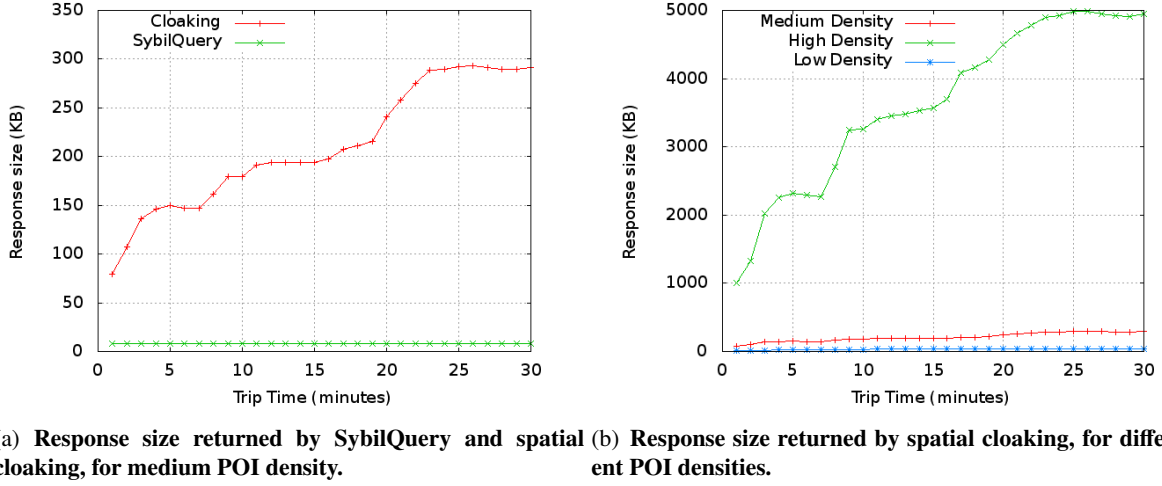 350
300
250
200
150
100
50
0
Response size (KB)
Cloaking
SybilQuery
0 5 10 15 20 25 30
Trip Time (minutes)
5000
4000
3000
2000
1000
0
Response size (KB)
Medium Density
High Density
Low Density
0 5 10 15 20 25 30
Trip Time (minutes)
a) Response size returned by SybilQuery and spatial
cloaking, for medium POI density.
(b) Response size returned by spatial cloaking, for differ
ent POI densities.